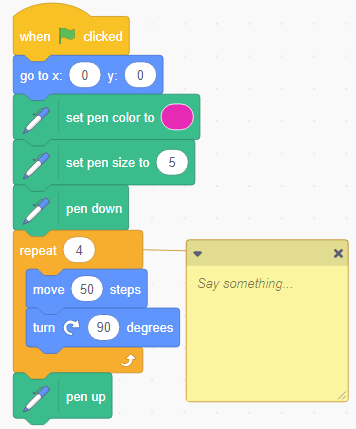 when clicked
go to x: 0 y: 0
set pen color to
set pen size to 5
pen down
repeat 4
Say something...
move 50 steps
turn 90 degrees
pen up